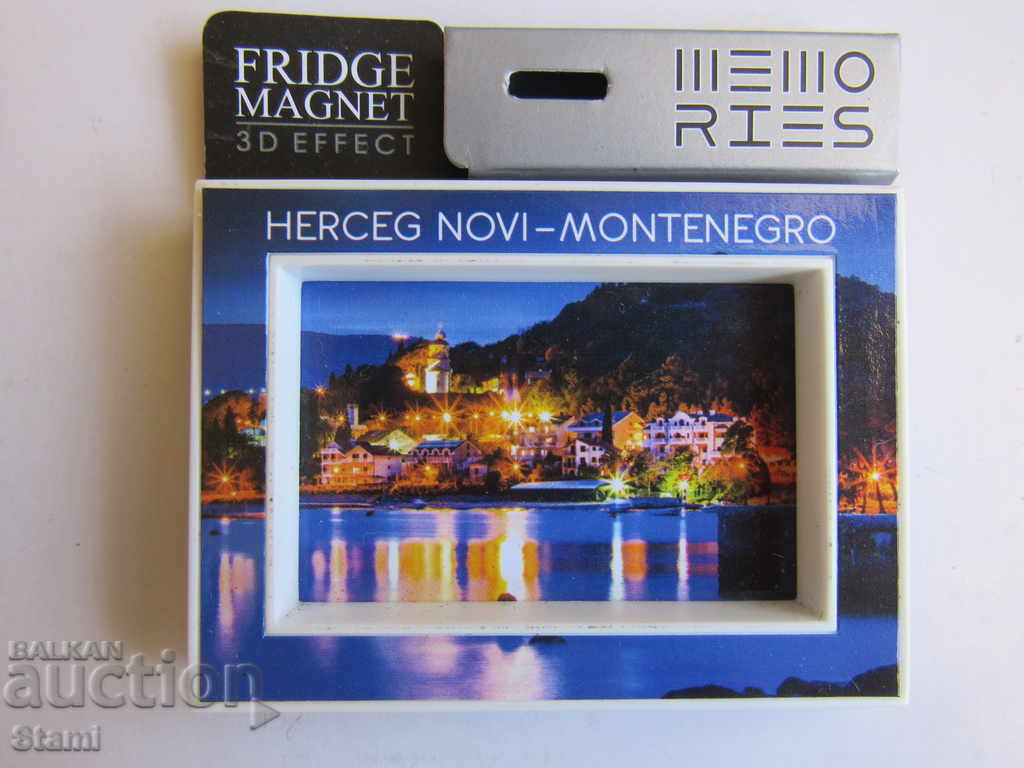 FRIDGE
MAGNET
3D EFFECT
MEMO
RIES
HERCEG NOVI – MONTENEGRO
BALKAN
auction
Stami